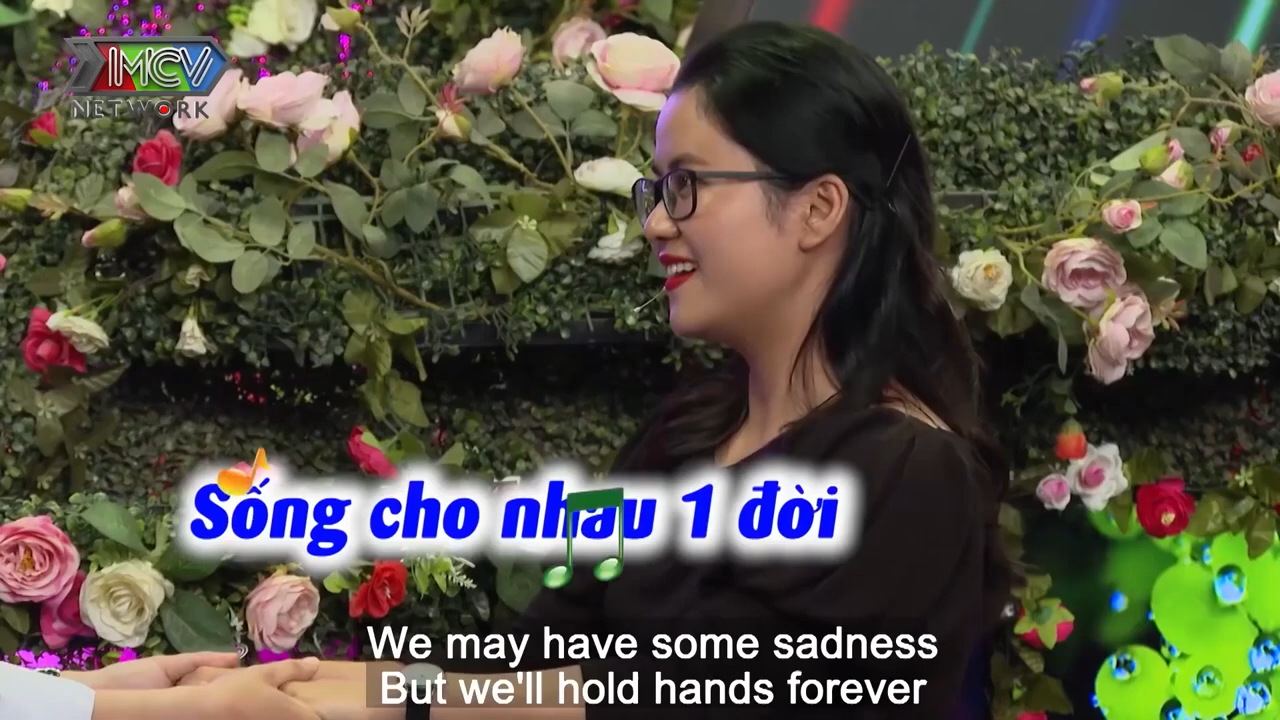 MCV
NETWORK
Sống cho nhau 1 đời
We may have some sadness
But we'll hold hands forever